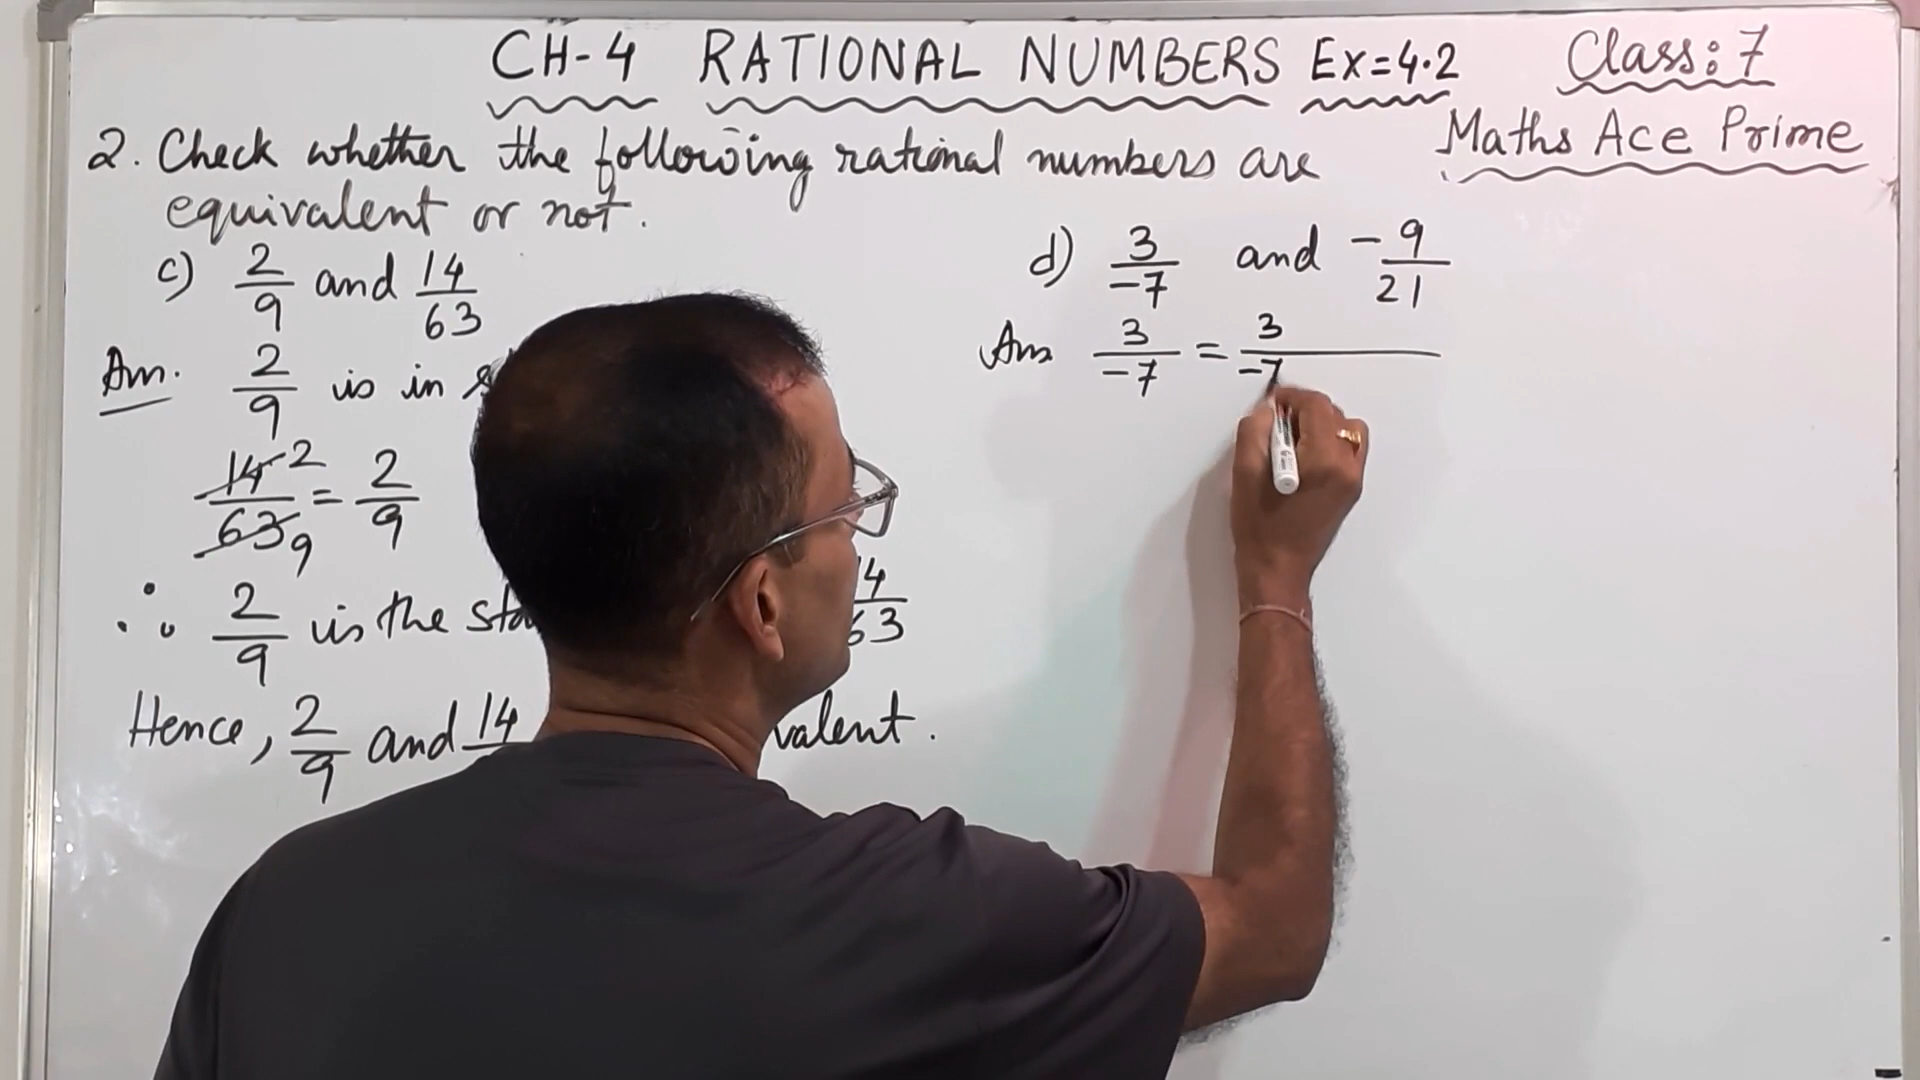 CH-4 RATIONAL NUMBERS Ex=4.2 Class: 7
Maths Ace Prime
2. Check whether the following rational numbers are
equivalent or not.
c) 2/9 and 14/63
Ans. 2/9 is in
14/63 2 9 = 2/9
∴ 2/9 is the 14/63
Hence, 2/9 and 14 valent.
d) 3/-7 and -9/21
Ans 3/-7 = 3/-7